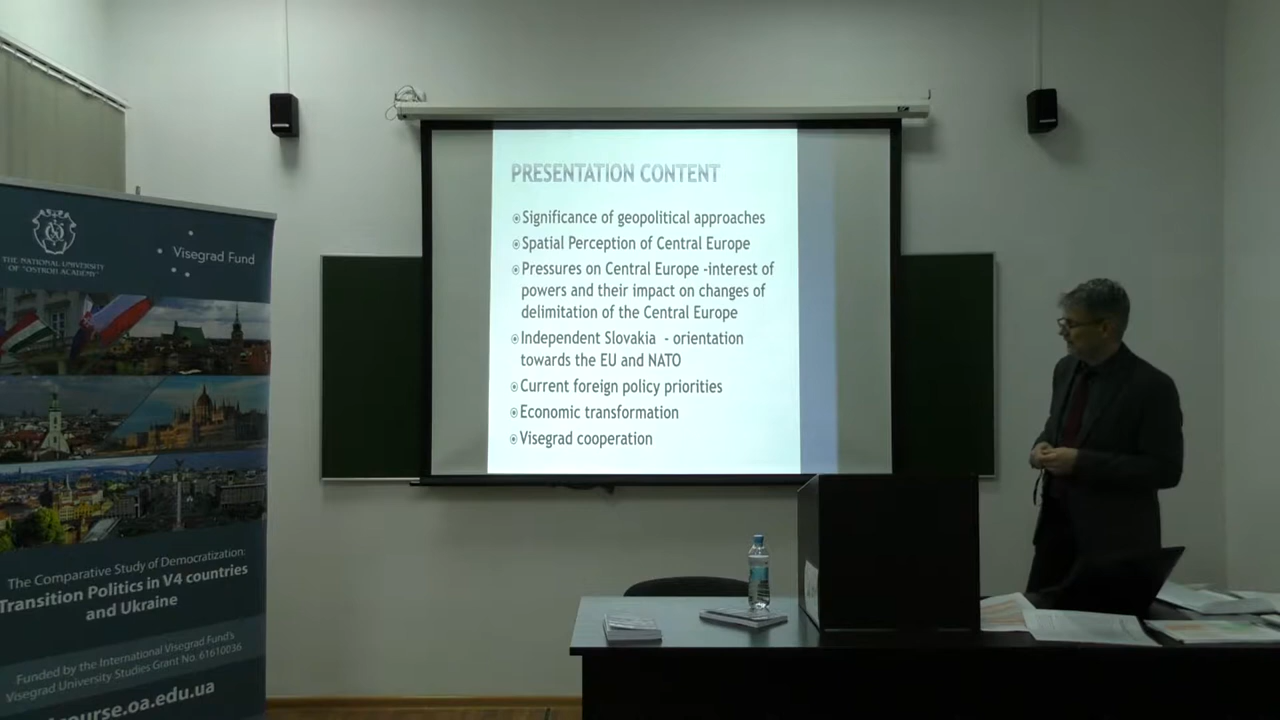 THE NATIONAL UNIVERSITY
OF "OSTROH ACADEMY"
Visegrad Fund
The Comparative Study of Democratization:
Transition Politics in V4 countries
and Ukraine
Funded by the International Visegrad Fund's
Visegrad University Studies Grant No. 61610036
course.oa.edu.ua
PRESENTATION CONTENT
Significance of geopolitical approaches
Spatial Perception of Central Europe
Pressures on Central Europe -interest of
powers and their impact on changes of
delimitation of the Central Europe
Independent Slovakia - orientation
towards the EU and NATO
Current foreign policy priorities
Economic transformation
Visegrad cooperation